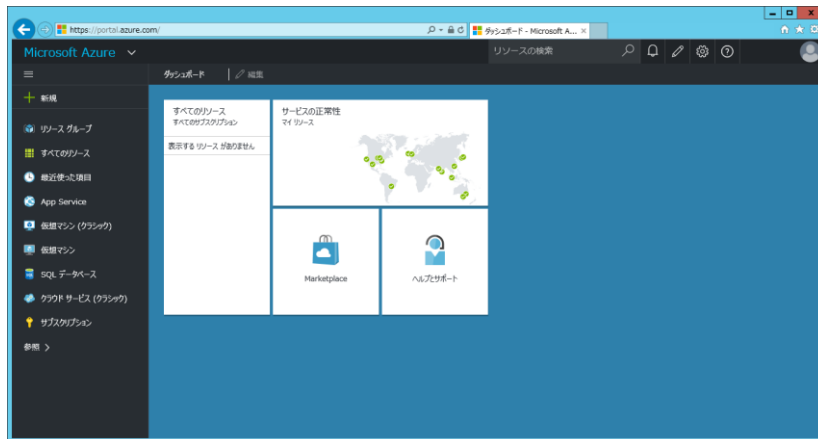 https://portal.azure.com/
ダッシュボード - Microsoft A...
Microsoft Azure
リソースの検索
ダッシュボード
編集
新規
リソース グループ
すべてのリソース
最近使った項目
App Service
仮想マシン (クラシック)
仮想マシン
SQL データベース
クラウド サービス (クラシック)
サブスクリプション
参照 >
すべてのリソース
すべてのサブスクリプション
表示する リソース がありません
サービスの正常性
マイ リソース
Marketplace
ヘルプとサポート